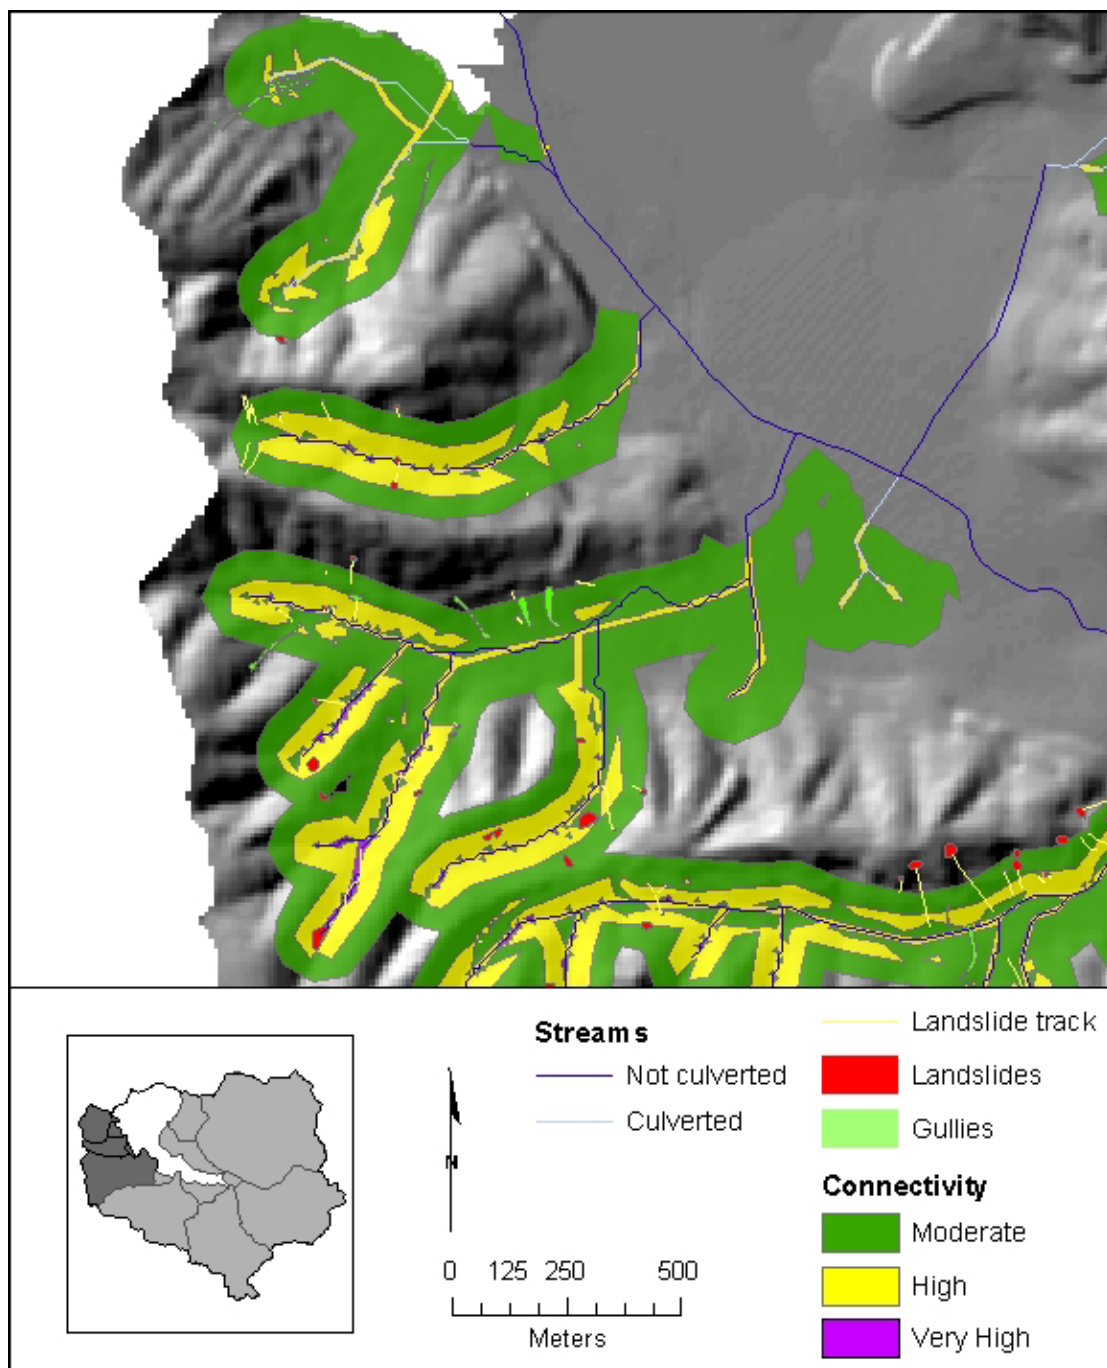 Streams
Not culverted
Culverted
N
0 125 250 500
Meters
Landslide track
Landslides
Gullies
Connectivity
Moderate
High
Very High